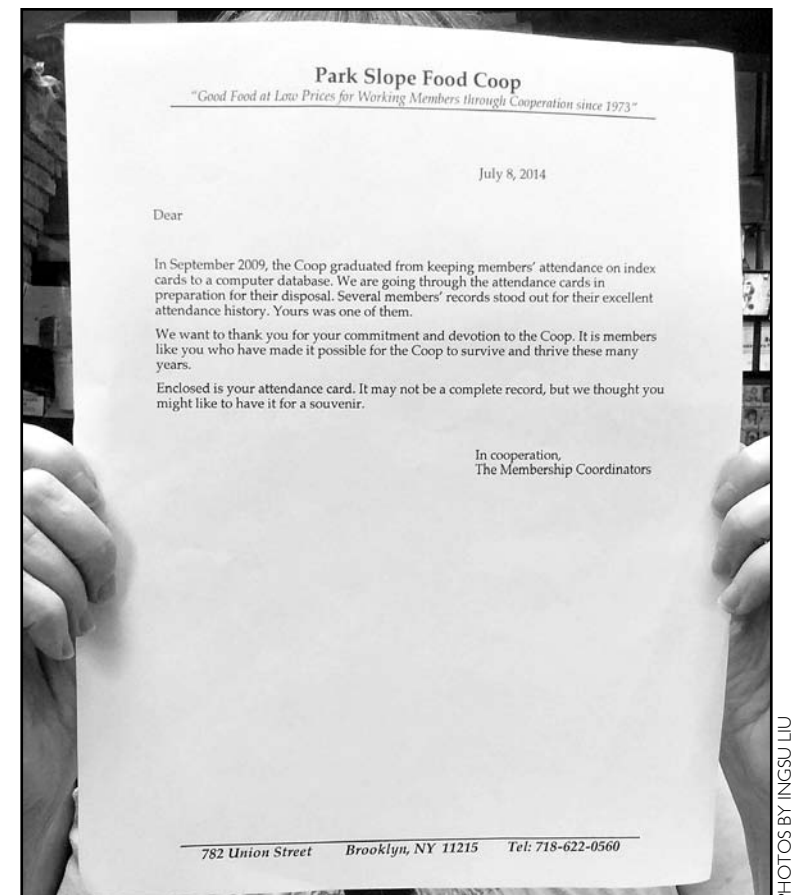 Park Slope Food Coop
"Good Food at Low Prices for Working Members through Cooperation since 1973"
July 8, 2014
Dear
In September 2009, the Coop graduated from keeping members' attendance on index
cards to a computer database. We are going through the attendance cards in
preparation for their disposal. Several members' records stood out for their excellent
attendance history. Yours was one of them.
We want to thank you for your commitment and devotion to the Coop. It is members
like you who have made it possible for the Coop to survive and thrive these many
years.
Enclosed is your attendance card. It may not be a complete record, but we thought you
might like to have it for a souvenir.
In cooperation,
The Membership Coordinators
782 Union Street Brooklyn, NY 11215 Tel: 718-622-0560
PHOTOS BY INGSU LIU